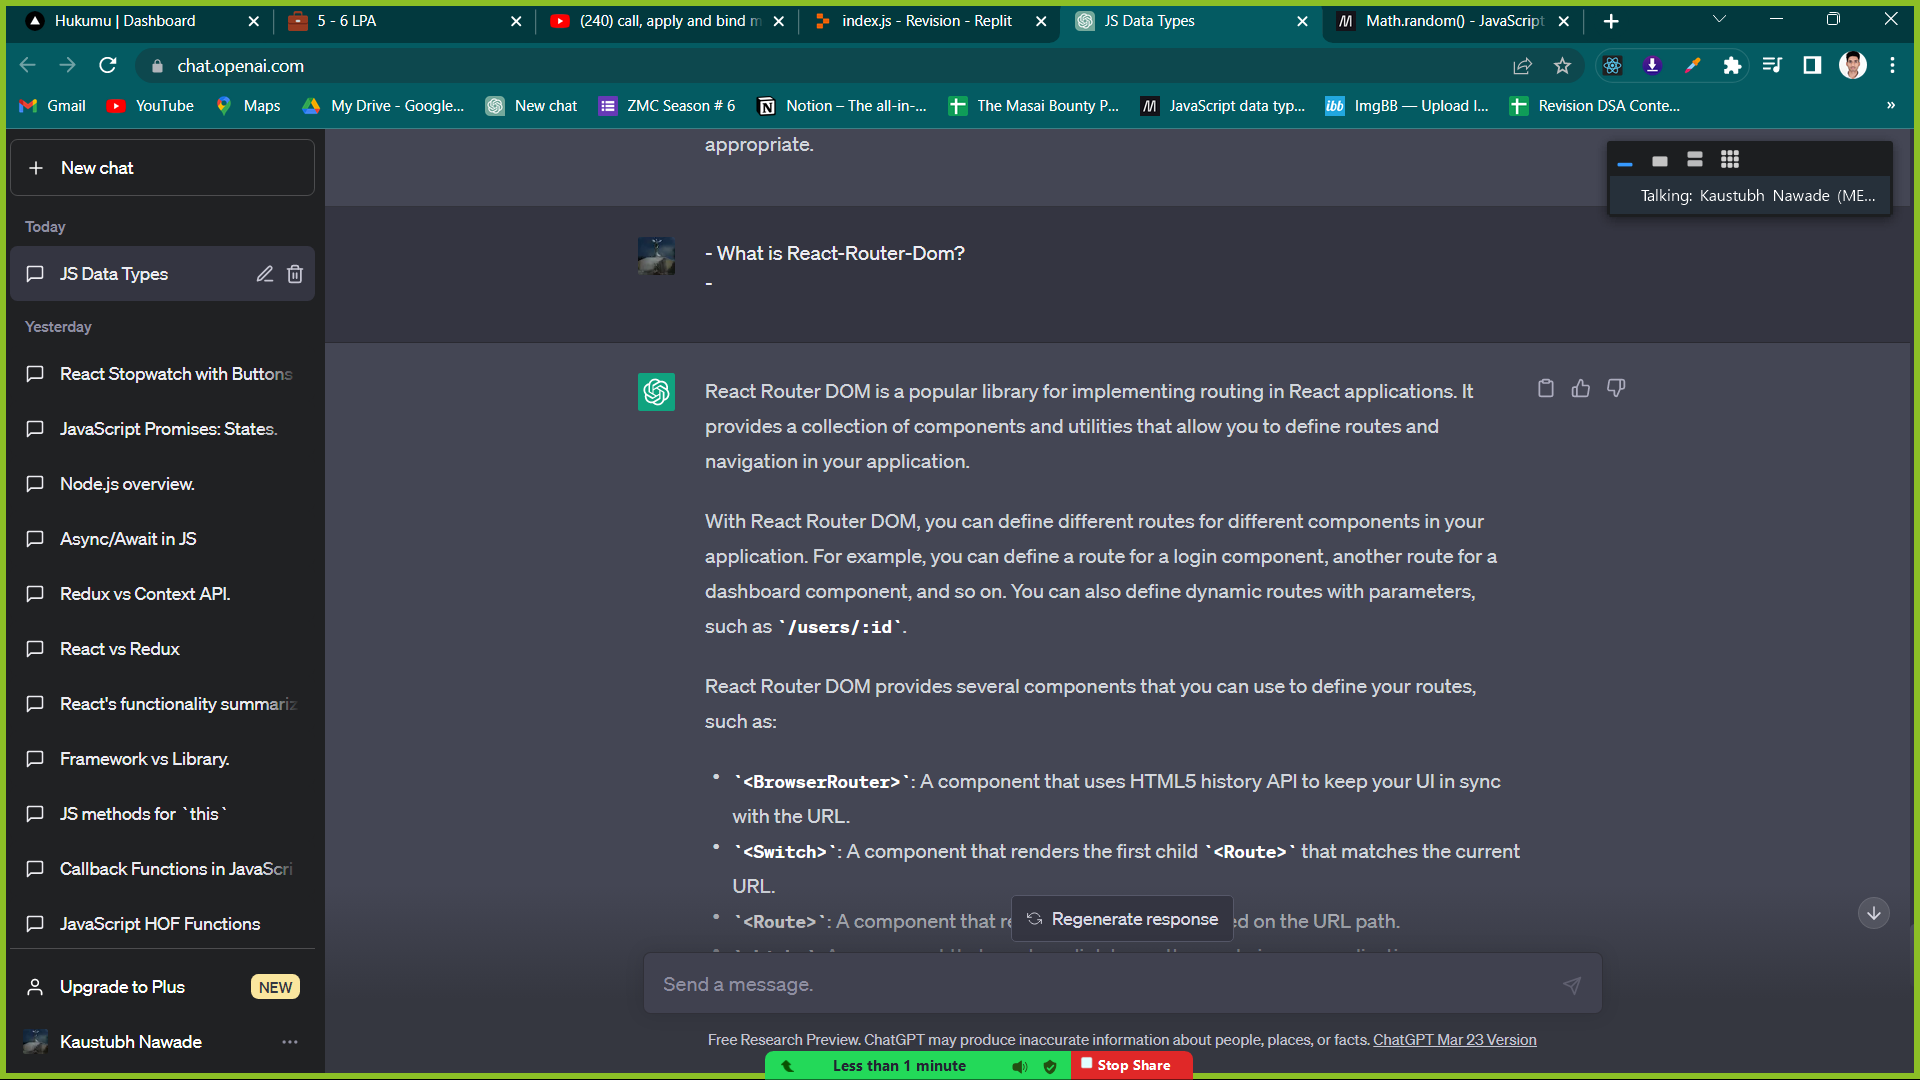 Hukumu | Dashboard
5 - 6 LPA
(240) call, apply and bind m
index.js - Revision - Replit
JS Data Types
Math.random() - JavaScript
chat.openai.com
Gmail
YouTube
Maps
My Drive - Google...
New chat
ZMC Season # 6
Notion – The all-in-...
The Masai Bounty P...
JavaScript data typ...
ibb ImgBB — Upload I...
Revision DSA Conte...
»
+ New chat
Today
JS Data Types
Yesterday
React Stopwatch with Buttons
JavaScript Promises: States.
Node.js overview.
Async/Await in JS
Redux vs Context API.
React vs Redux
React's functionality summariz
Framework vs Library.
JS methods for `this`
Callback Functions in JavaScri
JavaScript HOF Functions
Upgrade to Plus
NEW
Kaustubh Nawade
...
appropriate.
Talking: Kaustubh Nawade (ME...
- What is React-Router-Dom?
-
React Router DOM is a popular library for implementing routing in React applications. It
provides a collection of components and utilities that allow you to define routes and
navigation in your application.
With React Router DOM, you can define different routes for different components in your
application. For example, you can define a route for a login component, another route for a
dashboard component, and so on. You can also define dynamic routes with parameters,
such as `/users/:id`.
React Router DOM provides several components that you can use to define your routes,
such as:
• `<BrowserRouter>`: A component that uses HTML5 history API to keep your UI in sync
with the URL.
• `<Switch>`: A component that renders the first child `<Route>` that matches the current
URL.
• `<Route>`: A component that re
d on the URL path.
Regenerate response
Send a message.
Free Research Preview. ChatGPT may produce inaccurate information about people, places, or facts. ChatGPT Mar 23 Version
Less than 1 minute
Stop Share